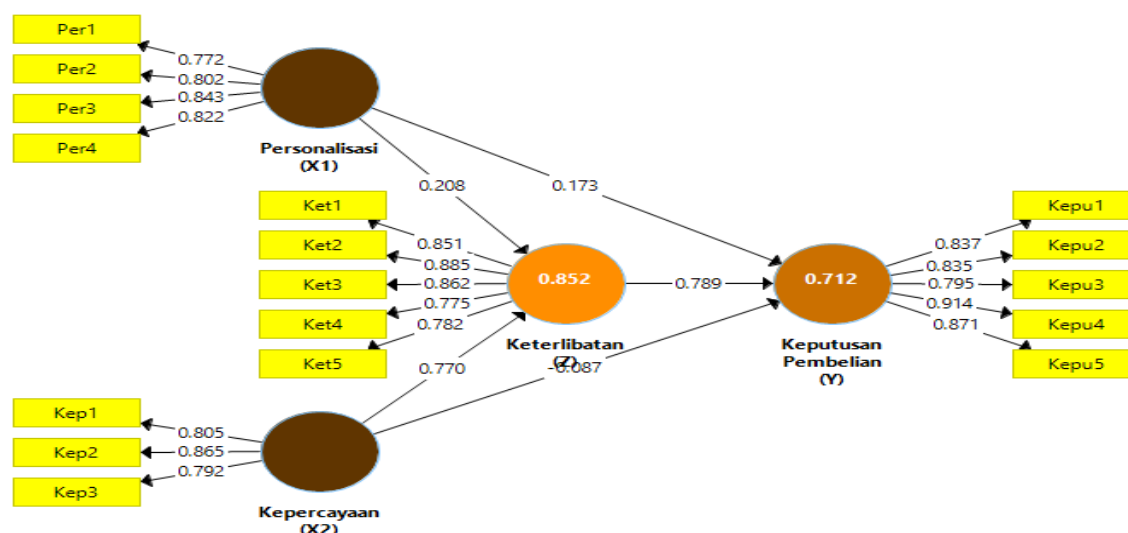 Per1
Per2
Per3
Per4
0.772
0.802
0.843
0.822
Personalisasi
(X1)
0.208
0.173
Ket1
Ket2
Ket3
Ket4
Ket5
0.851
0.885
0.862
0.775
0.782
0.852
Keterlibatan
(Z)
0.789
0.712
Keputusan
Pembelian
(Y)
0.837
0.835
0.795
0.914
0.871
Kepu1
Kepu2
Kepu3
Kepu4
Kepu5
0.770
-0.087
Kep1
Kep2
Kep3
0.805
0.865
0.792
Kepercayaan
(X2)